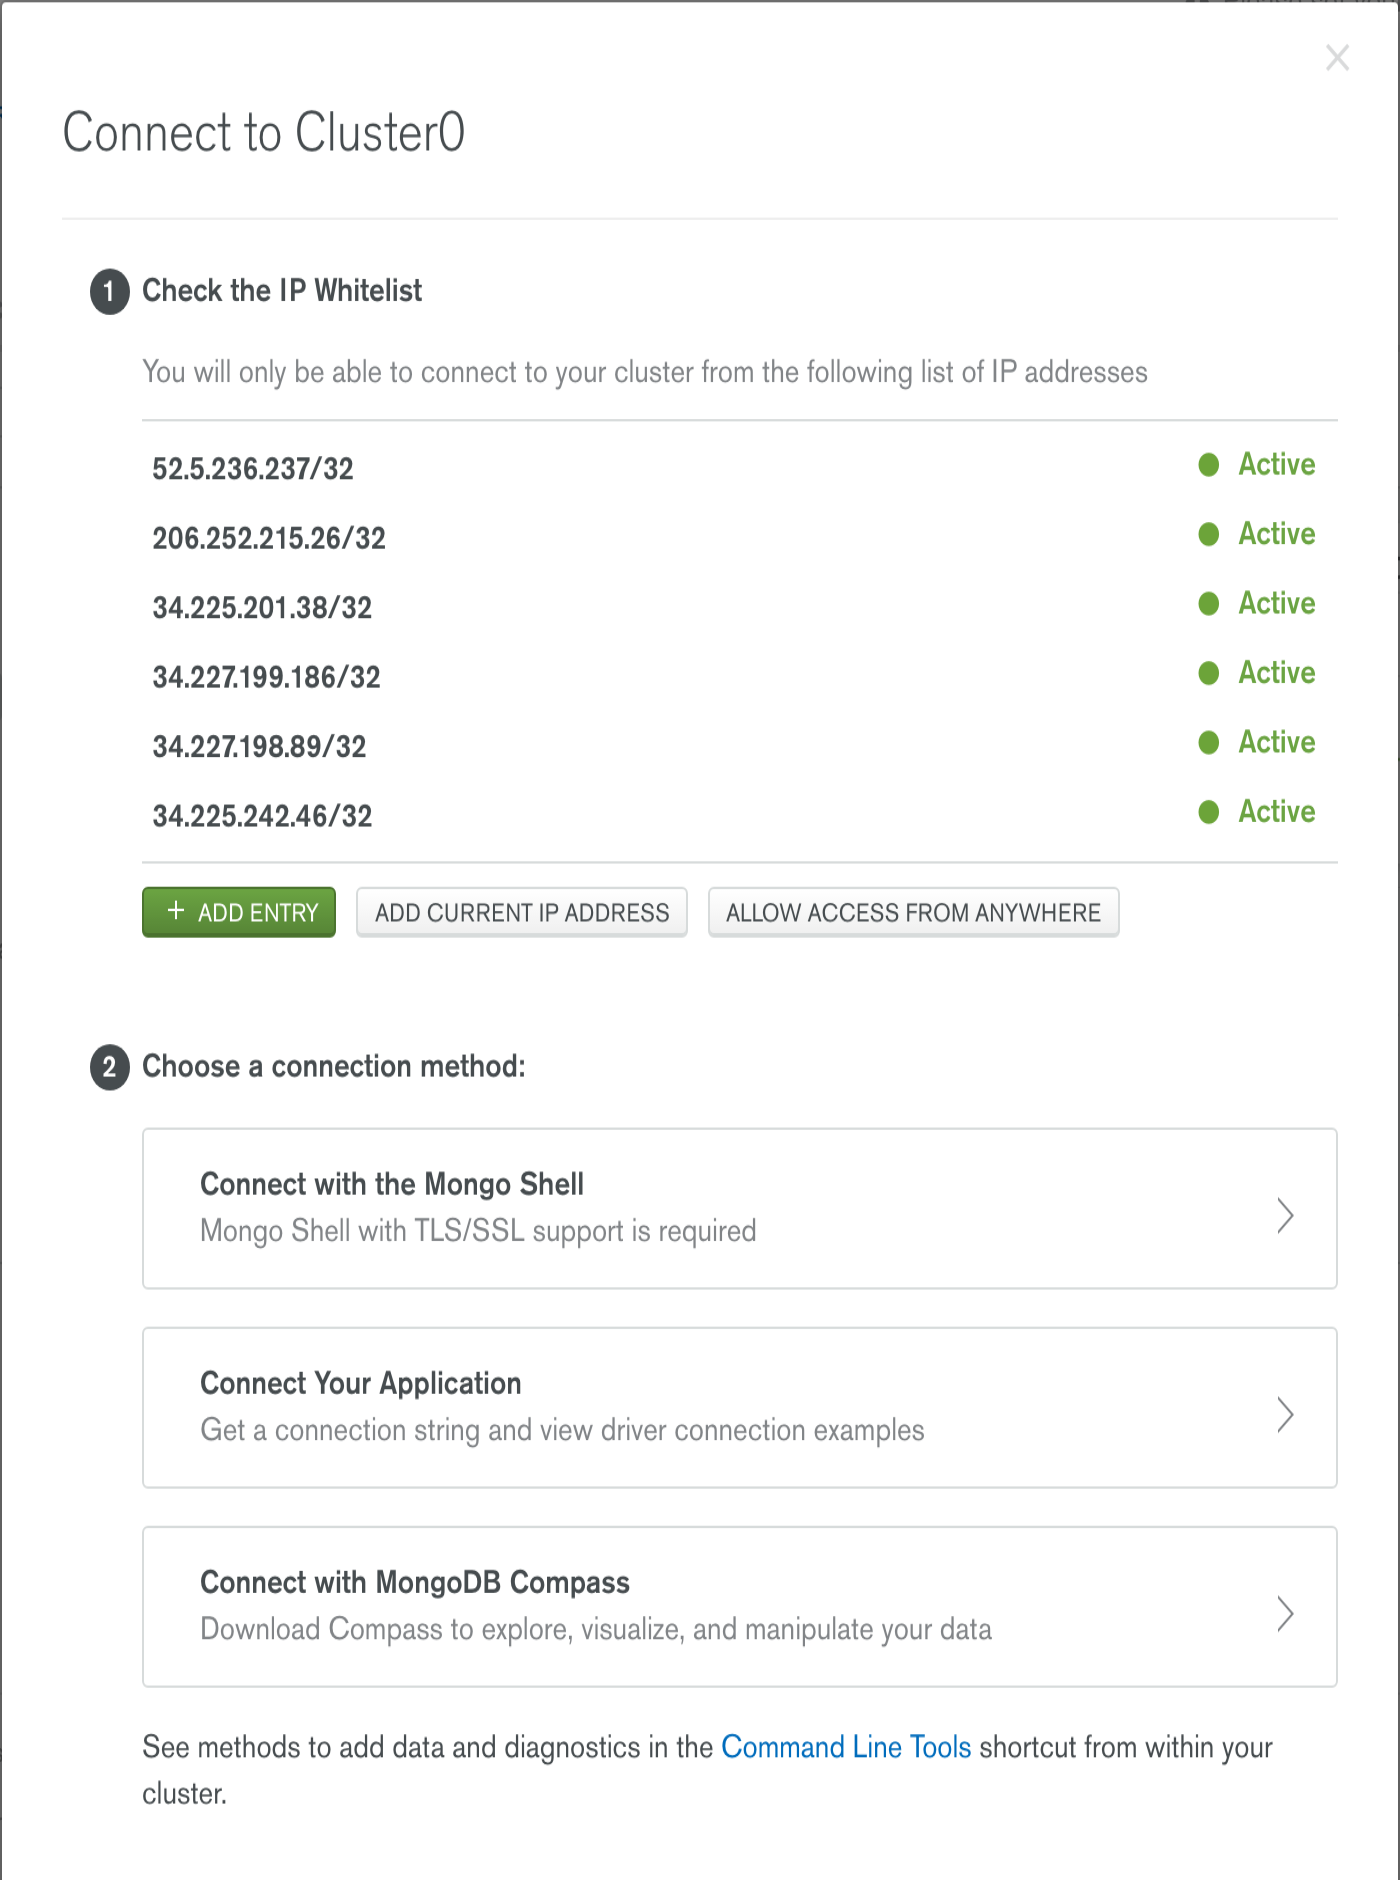 Connect to Cluster0
1 Check the IP Whitelist
You will only be able to connect to your cluster from the following list of IP addresses
52.5.236.237/32 Active
206.252.215.26/32 Active
34.225.201.38/32 Active
34.227.199.186/32 Active
34.227.198.89/32 Active
34.225.242.46/32 Active
+ ADD ENTRY ADD CURRENT IP ADDRESS ALLOW ACCESS FROM ANYWHERE
2 Choose a connection method:
Connect with the Mongo Shell
Mongo Shell with TLS/SSL support is required
Connect Your Application
Get a connection string and view driver connection examples
Connect with MongoDB Compass
Download Compass to explore, visualize, and manipulate your data
See methods to add data and diagnostics in the Command Line Tools shortcut from within your
cluster.